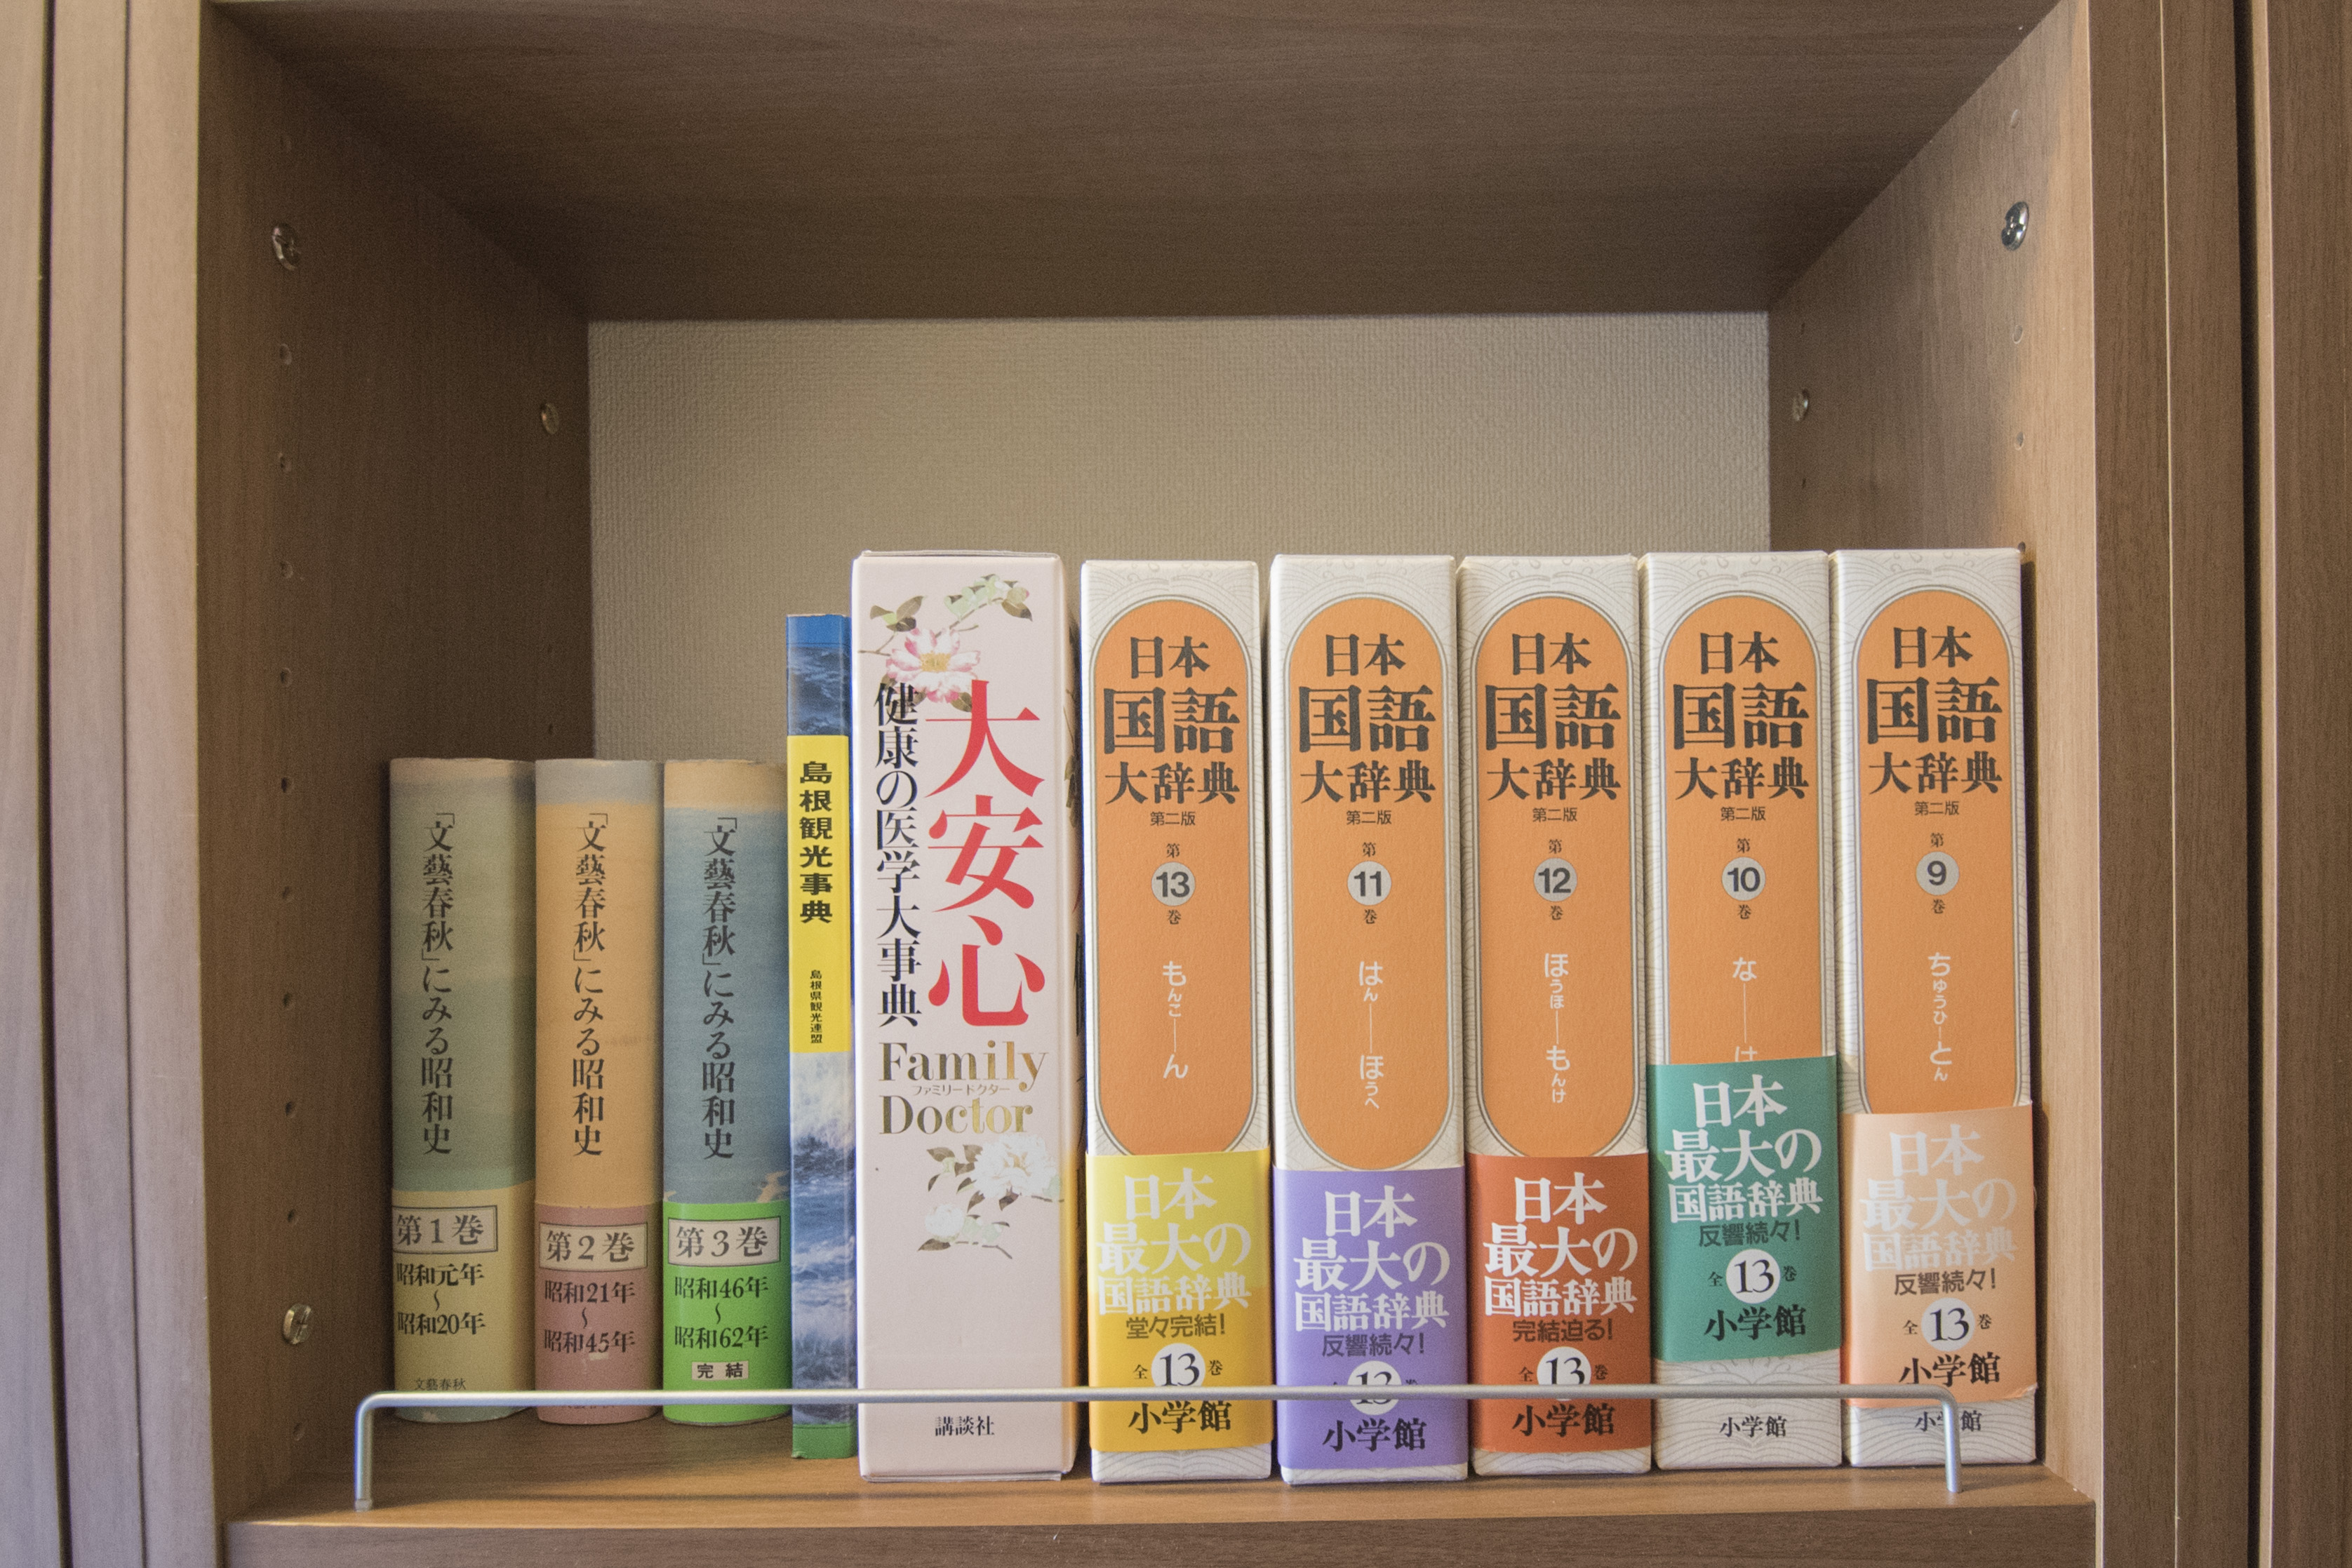 「文藝春秋」にみる昭和史
第1巻
昭和元年
〜
昭和20年
文藝春秋
「文藝春秋」にみる昭和史
第2巻
昭和21年
〜
昭和45年
「文藝春秋」にみる昭和史
第3巻
昭和46年
〜
昭和62年
完結
島根観光事典
島根県観光連盟
大安心
健康の医学大事典
Family
ファミリードクター
Doctor
講談社
日本
国語
大辞典
第二版
第
13
巻
もんこ―ん
日本
最大の
国語辞典
堂々完結!
全13巻
小学館
日本
国語
大辞典
第二版
第
11
巻
はん―ほうへ
日本
最大の
国語辞典
反響続々!
13
小学館
日本
国語
大辞典
第二版
第
12
巻
ほうほ―もんけ
日本
最大の
国語辞典
完結迫る!
全13巻
小学館
日本
国語
大辞典
第二版
第
10
巻
な―は
日本
最大の
国語辞典
反響続々!
全13巻
小学館
小学館
日本
国語
大辞典
第二版
第
9
巻
ちゅうひ―とん
日本
最大の
国語辞典
反響続々!
全13巻
小学館
小学館